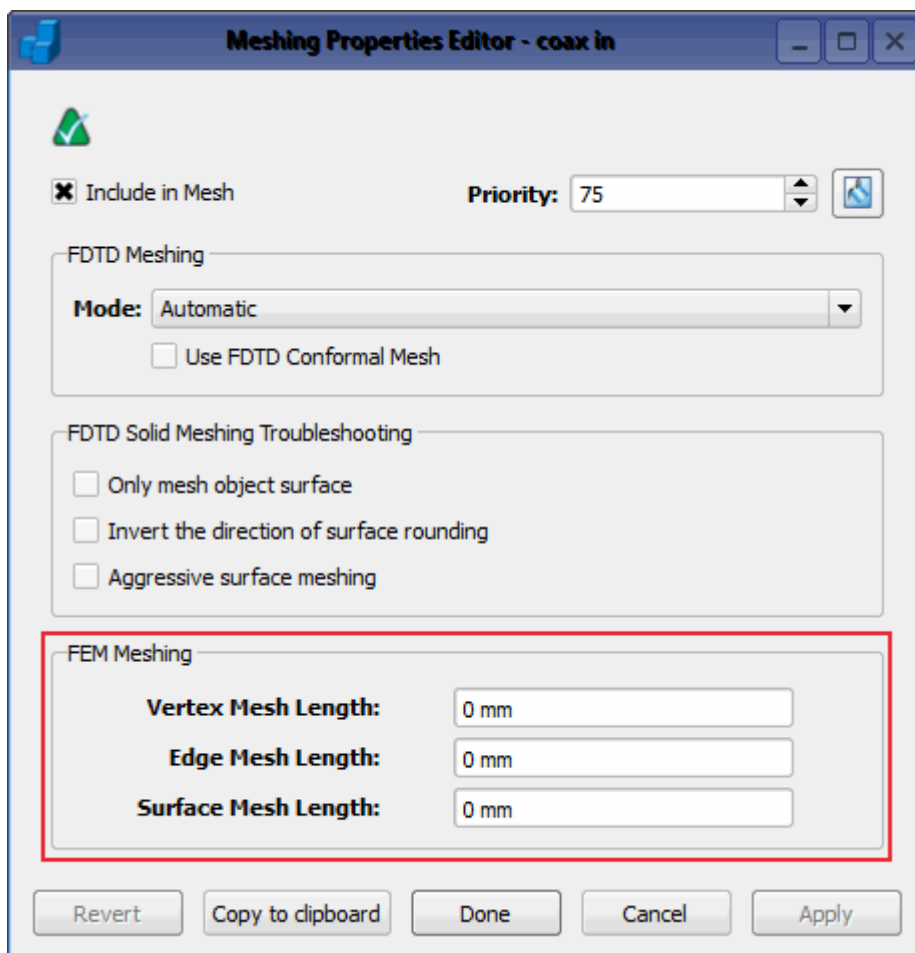 Meshing Properties Editor - coax in
Include in Mesh Priority: 75
FDTD Meshing
Mode: Automatic
Use FDTD Conformal Mesh
FDTD Solid Meshing Troubleshooting
Only mesh object surface
Invert the direction of surface rounding
Aggressive surface meshing
FEM Meshing
Vertex Mesh Length: 0 mm
Edge Mesh Length: 0 mm
Surface Mesh Length: 0 mm
Revert Copy to clipboard Done Cancel Apply